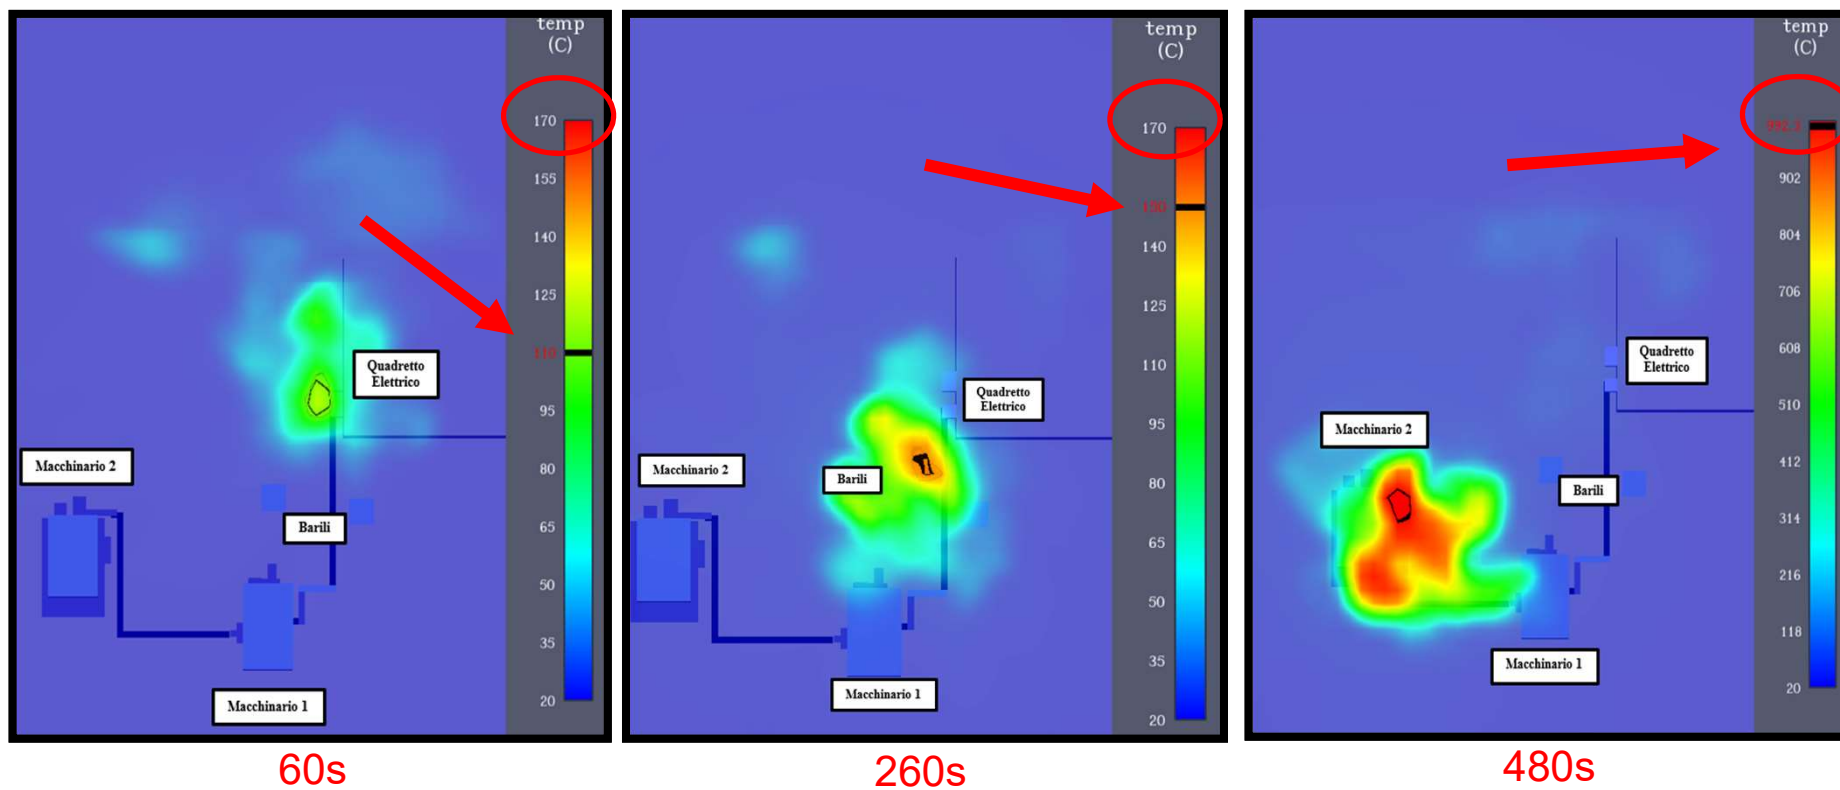 temp
(C)
170
155
140
125
110
95
80
65
50
35
20
Quadretto
Elettrico
Macchinario 2
Barili
Macchinario 1
60s
temp
(C)
170
150
140
125
110
95
80
65
50
35
20
Quadretto
Elettrico
Macchinario 2
Barili
Macchinario 1
260s
temp
(C)
902
804
706
608
510
412
314
216
118
20
Quadretto
Elettrico
Macchinario 2
Barili
Macchinario 1
480s